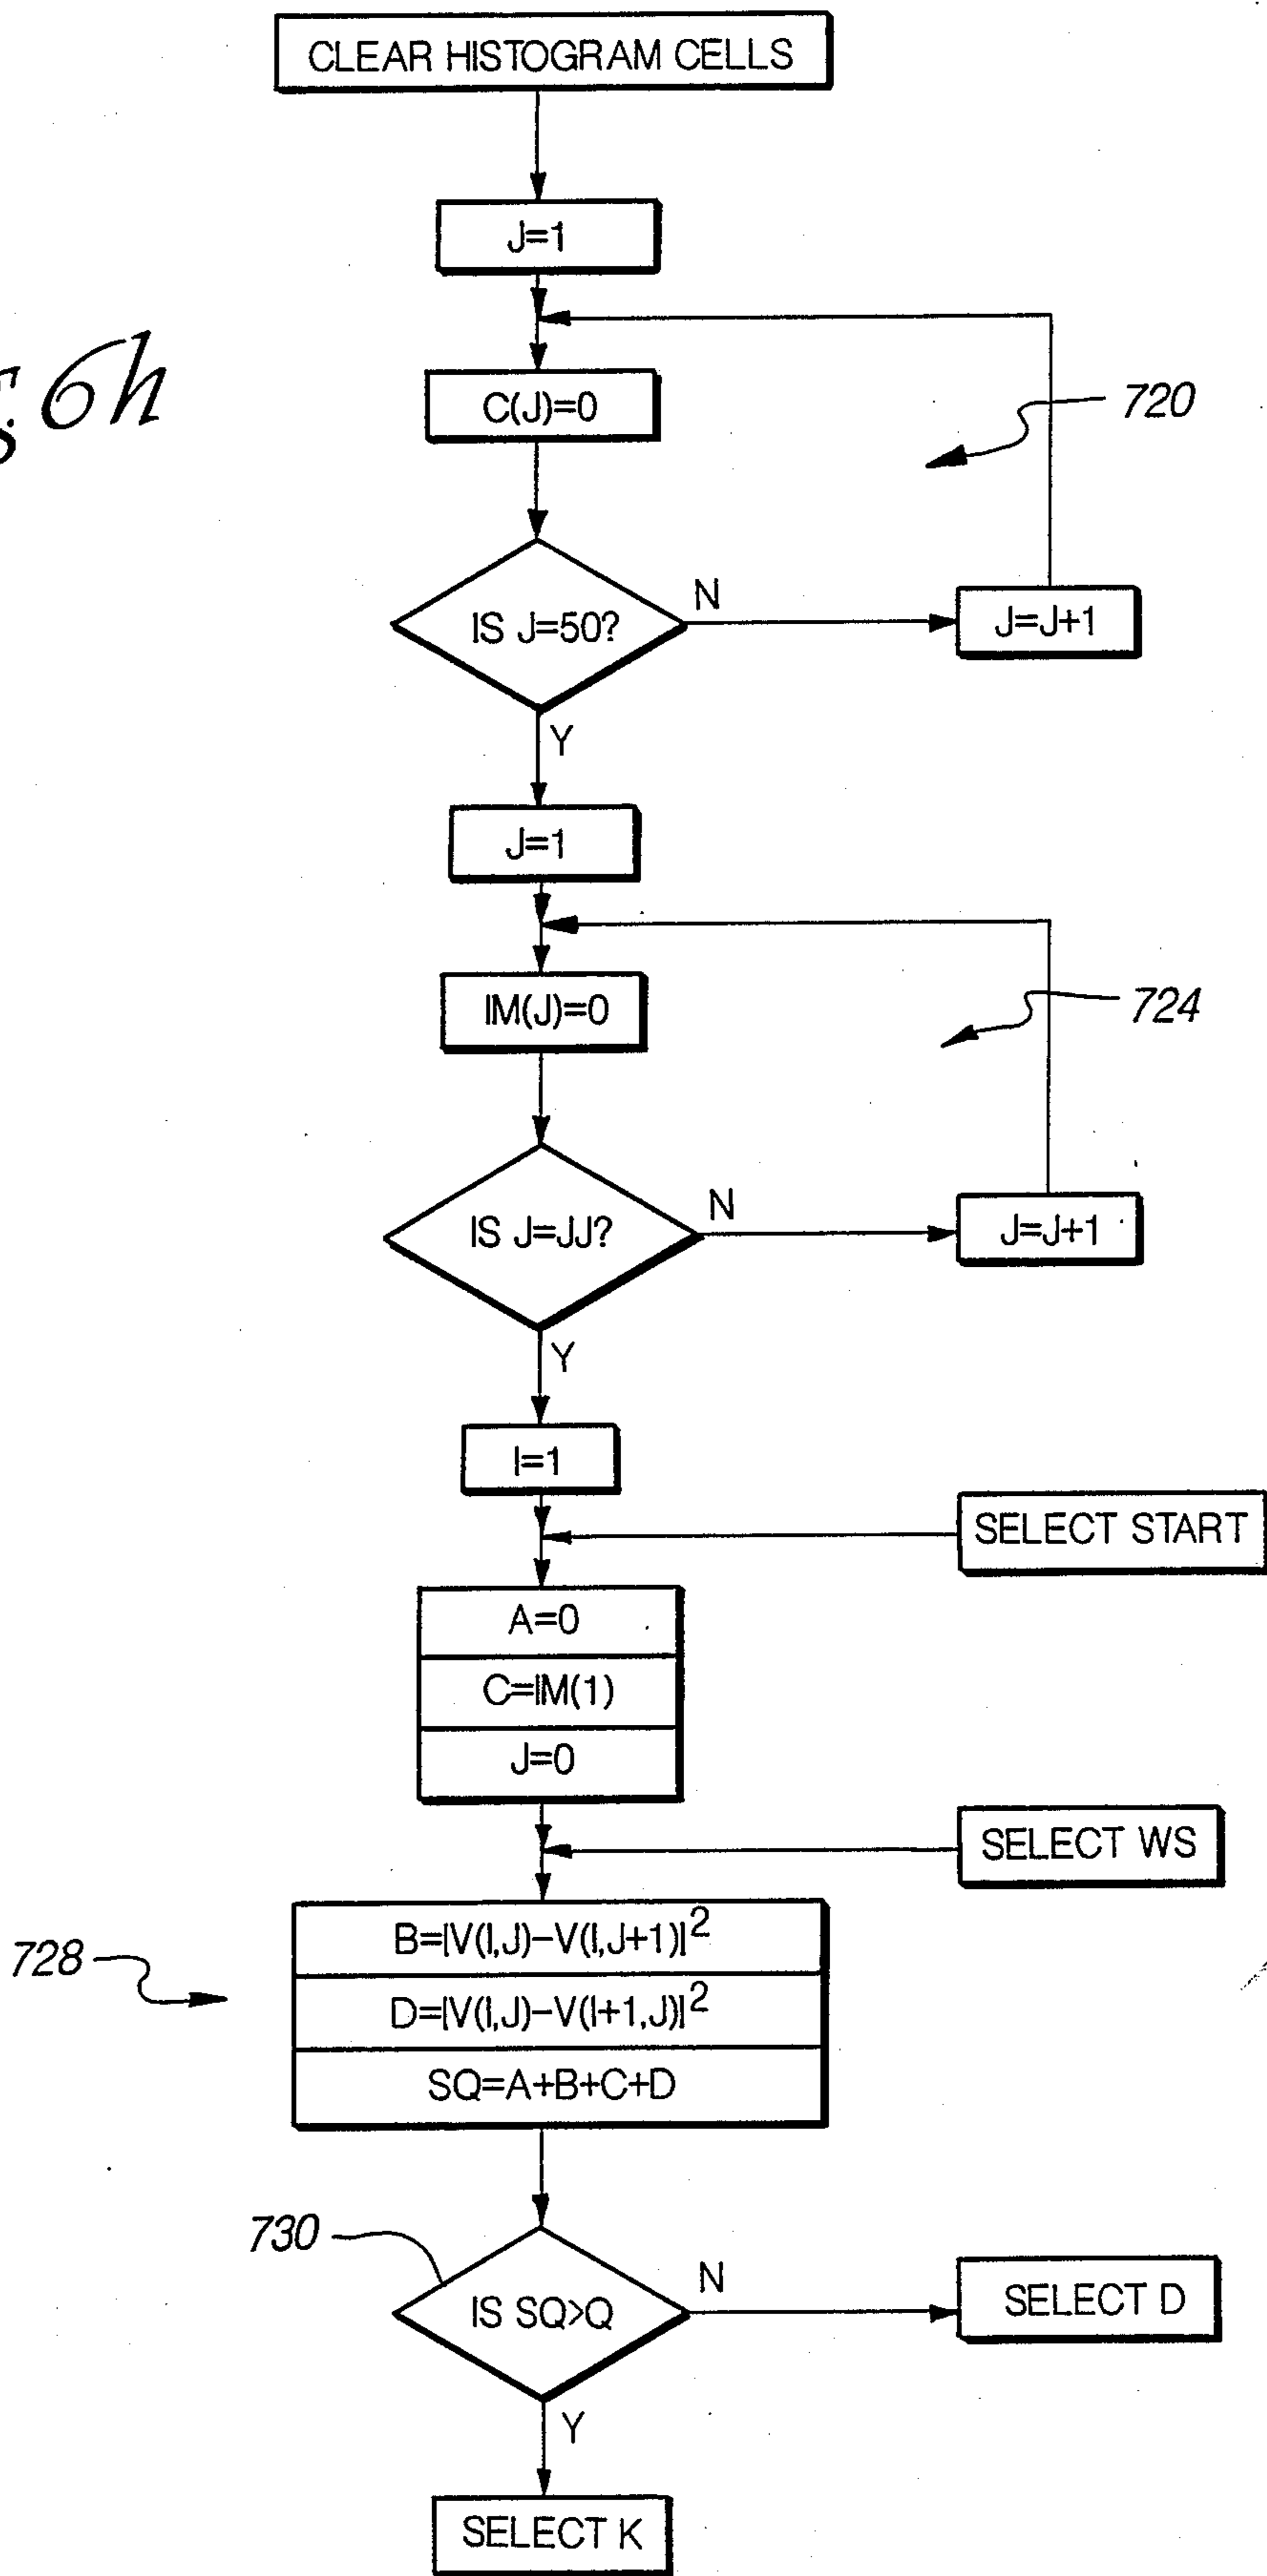 CLEAR HISTOGRAM CELLS
J=1
6h
C(J)=0
720
IS J=50?
N
J=J+1
Y
J=1
IM(J)=0
724
IS J=JJ?
N
J=J+1
Y
I=1
SELECT START
A=0
C=IM(1)
J=0
SELECT WS
728
B=|V(I,J)-V(I,J+1)|²
D=|V(I,J)-V(I+1,J)|²
SQ=A+B+C+D
730
IS SQ>Q
N
SELECT D
Y
SELECT K